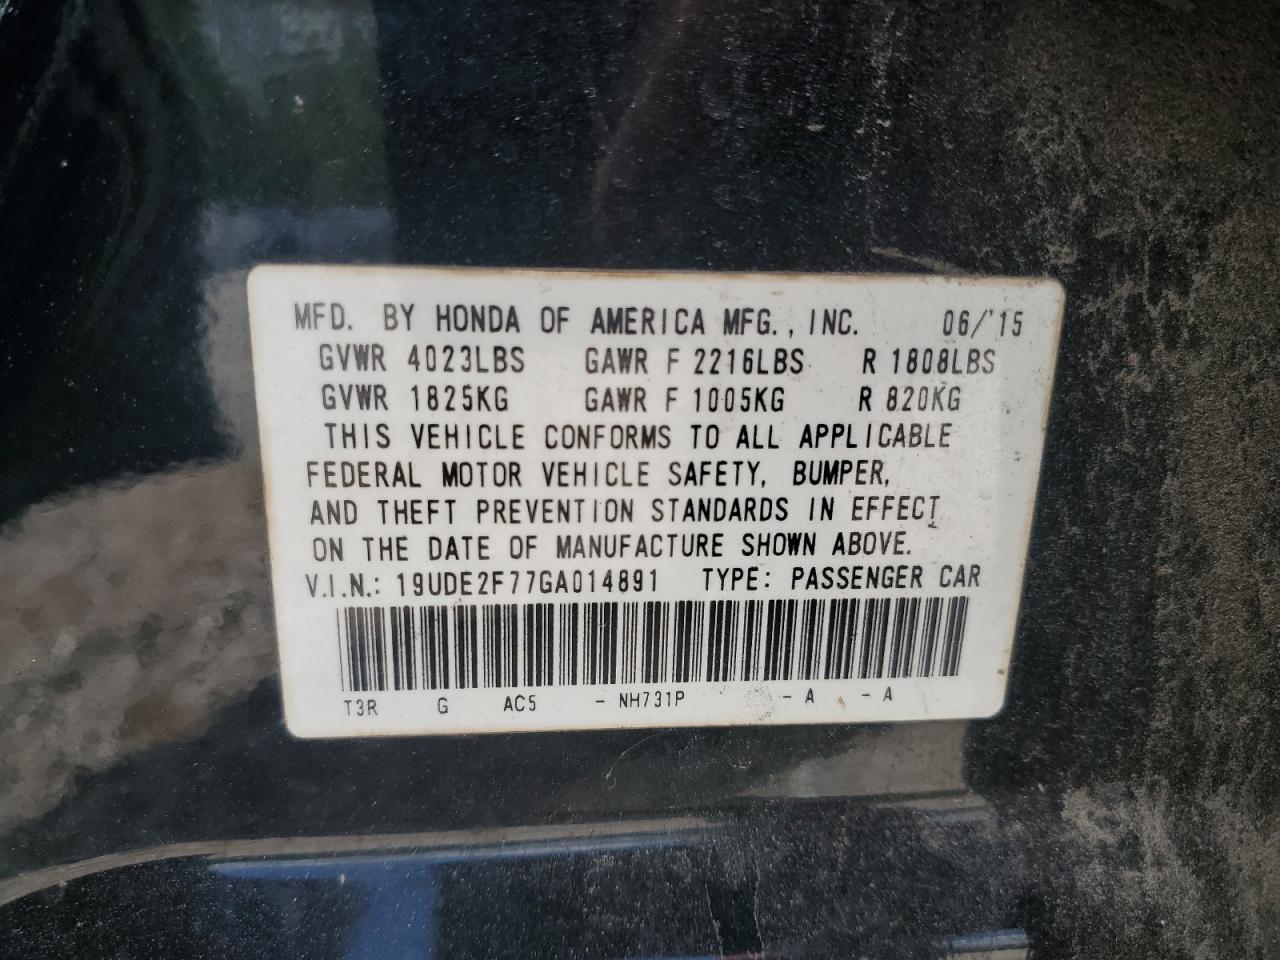 MFD. BY HONDA OF AMERICA MFG., INC. 06/'15
GVWR 4023LBS GAWR F 2216LBS R 1808LBS
GVWR 1825KG GAWR F 1005KG R 820KG
THIS VEHICLE CONFORMS TO ALL APPLICABLE
FEDERAL MOTOR VEHICLE SAFETY, BUMPER,
AND THEFT PREVENTION STANDARDS IN EFFECT
ON THE DATE OF MANUFACTURE SHOWN ABOVE.
V.I.N.: 19UDE2F77GA014891 TYPE: PASSENGER CAR
T3R G AC5 - NH731P - A - A